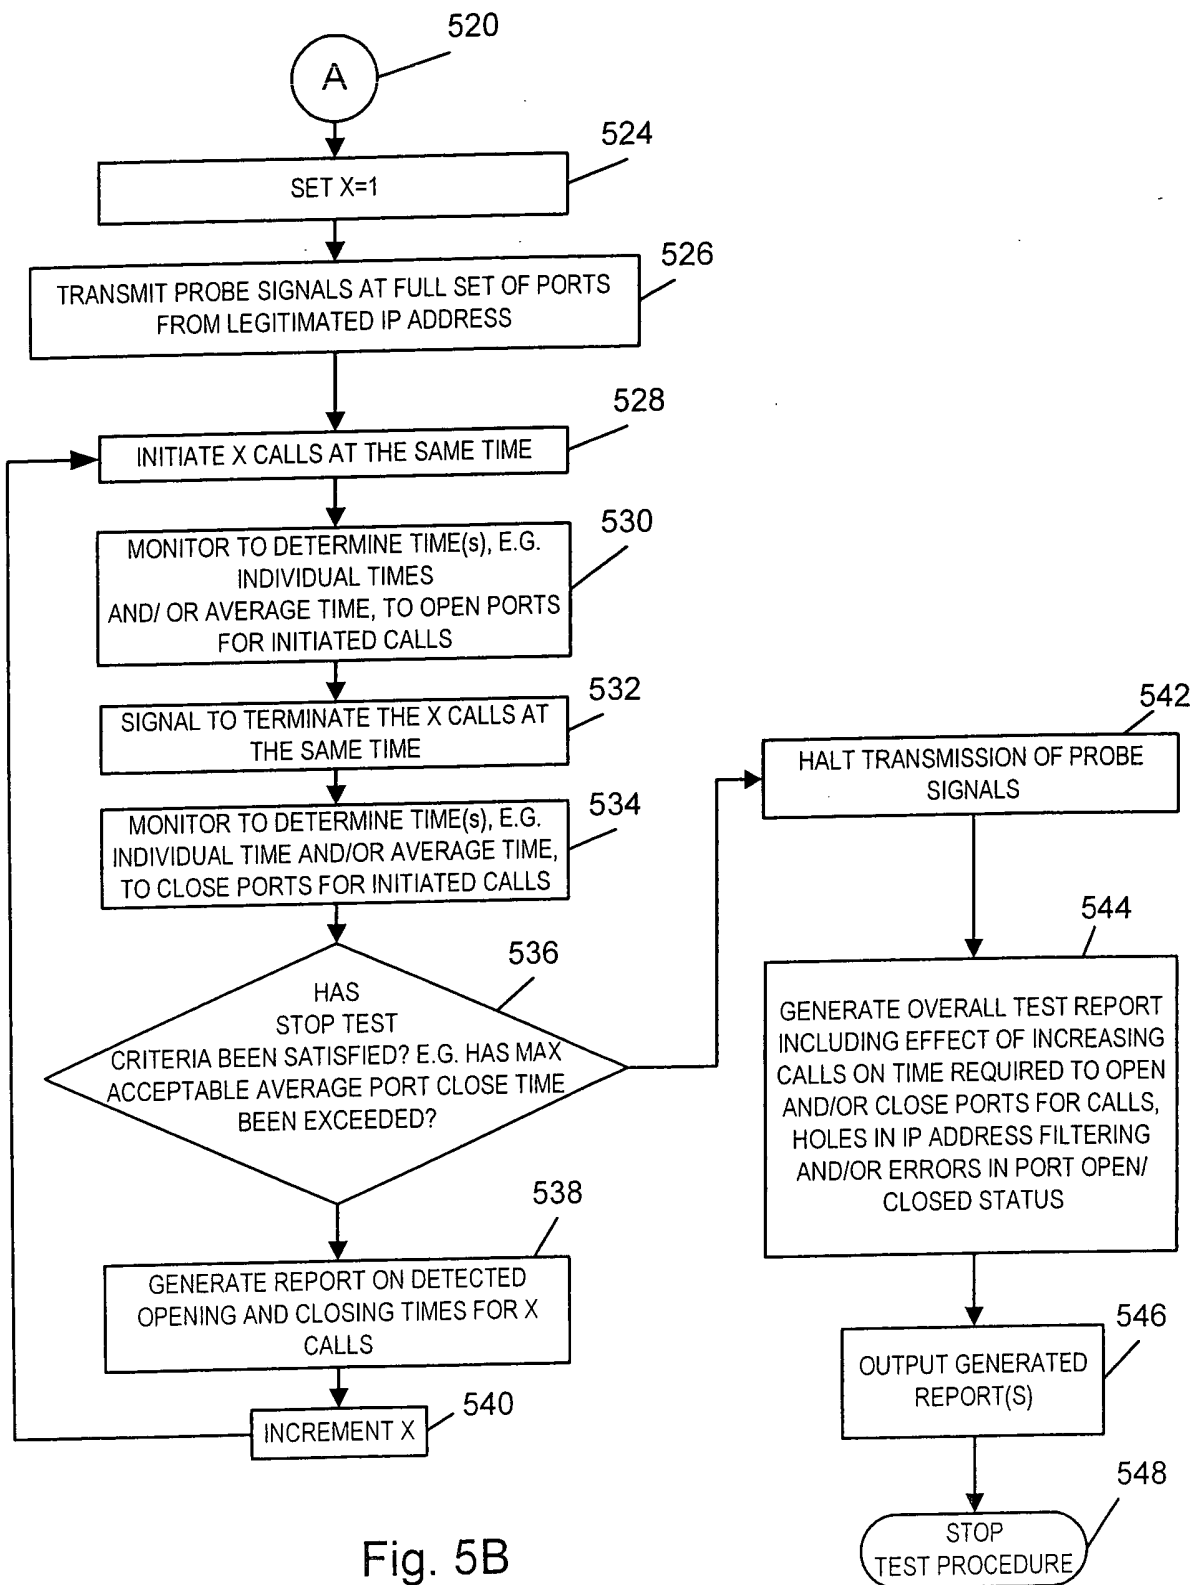 520
A
524
SET X=1
526
TRANSMIT PROBE SIGNALS AT FULL SET OF PORTS
FROM LEGITIMATED IP ADDRESS
528
INITIATE X CALLS AT THE SAME TIME
530
MONITOR TO DETERMINE TIME(s), E.G.
INDIVIDUAL TIMES
AND/ OR AVERAGE TIME, TO OPEN PORTS
FOR INITIATED CALLS
532
SIGNAL TO TERMINATE THE X CALLS AT
THE SAME TIME
534
MONITOR TO DETERMINE TIME(s), E.G.
INDIVIDUAL TIME AND/OR AVERAGE TIME,
TO CLOSE PORTS FOR INITIATED CALLS
536
HAS
STOP TEST
CRITERIA BEEN SATISFIED? E.G. HAS MAX
ACCEPTABLE AVERAGE PORT CLOSE TIME
BEEN EXCEEDED?
538
GENERATE REPORT ON DETECTED
OPENING AND CLOSING TIMES FOR X
CALLS
540
INCREMENT X
542
HALT TRANSMISSION OF PROBE
SIGNALS
544
GENERATE OVERALL TEST REPORT
INCLUDING EFFECT OF INCREASING
CALLS ON TIME REQUIRED TO OPEN
AND/OR CLOSE PORTS FOR CALLS,
HOLES IN IP ADDRESS FILTERING
AND/OR ERRORS IN PORT OPEN/
CLOSED STATUS
546
OUTPUT GENERATED
REPORT(S)
548
STOP
TEST PROCEDURE
Fig. 5B